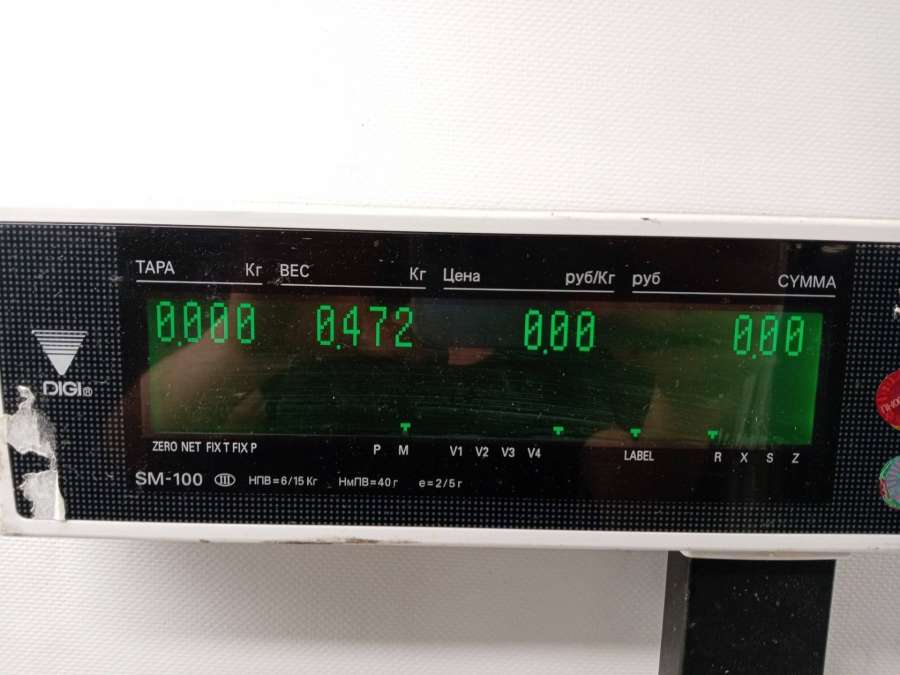 ТАРА Кг ВЕС Кг Цена руб/Кг руб СУММА
0.000 0.472 0.00 0.00
DIGI®
ZERO NET FIX T FIX P P M V1 V2 V3 V4 LABEL R X S Z
SM-100 III НПВ=6/15 Кг НмПВ=40 г e=2/5 г